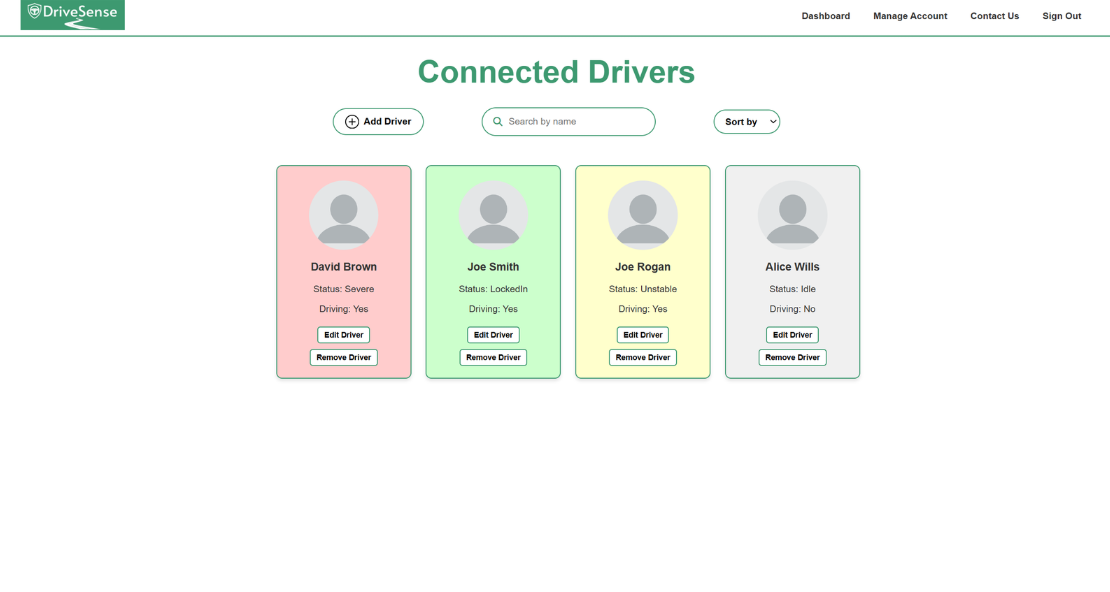 DriveSense
Dashboard Manage Account Contact Us Sign Out
Connected Drivers
Add Driver
Search by name
Sort by
David Brown
Status: Severe
Driving: Yes
Edit Driver
Remove Driver
Joe Smith
Status: LockedIn
Driving: Yes
Edit Driver
Remove Driver
Joe Rogan
Status: Unstable
Driving: Yes
Edit Driver
Remove Driver
Alice Wills
Status: Idle
Driving: No
Edit Driver
Remove Driver